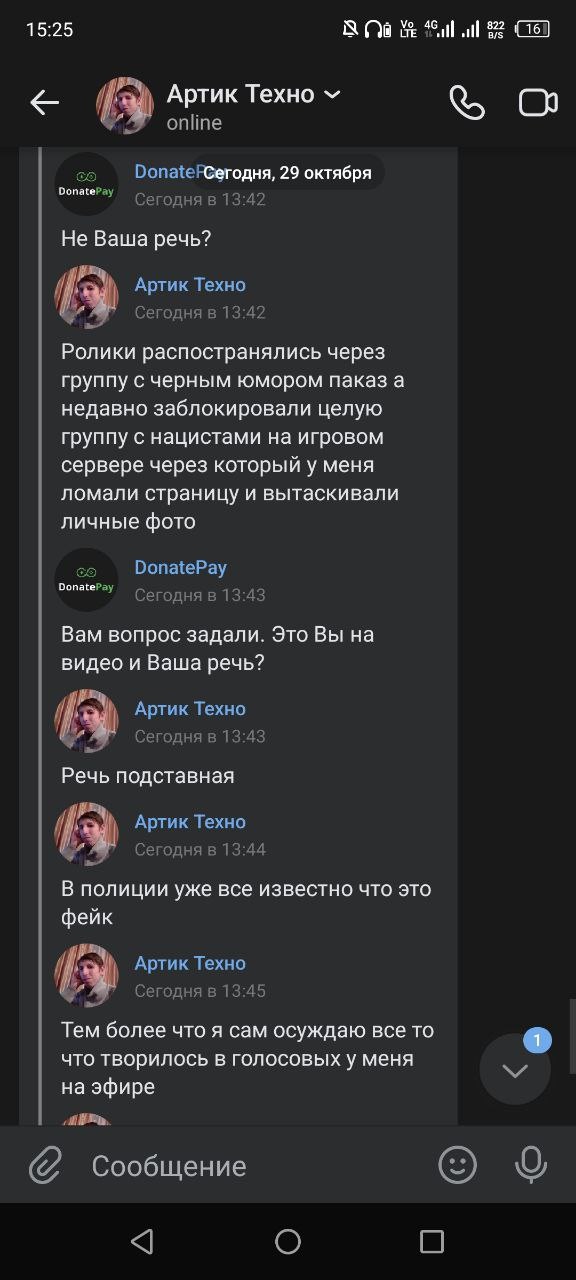 15:25
Vo LTE
4G
822 B/S
16
Артик Техно
online
DonatePay
Сегодня, 29 октября
DonatePay
Сегодня в 13:42
Не Ваша речь?
Артик Техно
Сегодня в 13:42
Ролики распостранялись через
группу с черным юмором паказ а
недавно заблокировали целую
группу с нацистами на игровом
сервере через который у меня
ломали страницу и вытаскивали
личные фото
DonatePay
DonatePay
Сегодня в 13:43
Вам вопрос задали. Это Вы на
видео и Ваша речь?
Артик Техно
Сегодня в 13:43
Речь подставная
Артик Техно
Сегодня в 13:44
В полиции уже все известно что это
фейк
Артик Техно
Сегодня в 13:45
Тем более что я сам осуждаю все то
что творилось в голосовых у меня
на эфире
1
Сообщение